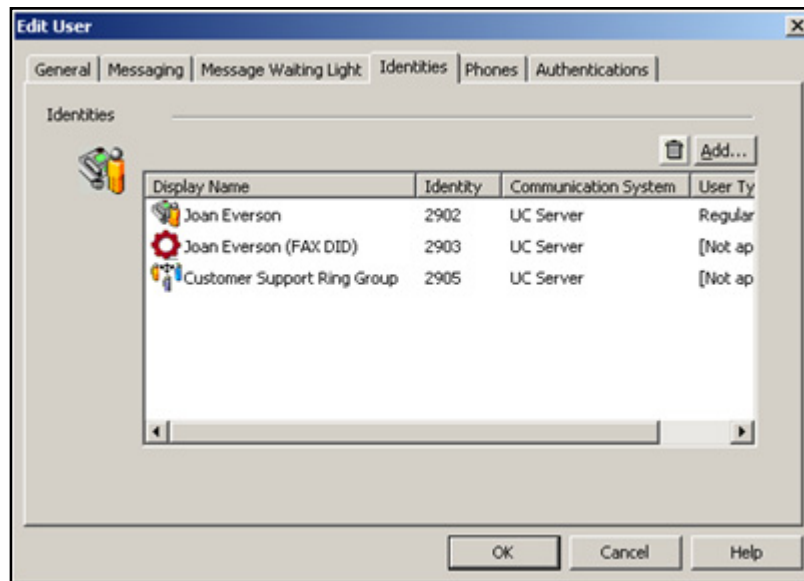 Edit User
General Messaging Message Waiting Light Identities Phones Authentications
Identities
Add...
Display Name Identity Communication System User Ty
Joan Everson 2902 UC Server Regular
Joan Everson (FAX DID) 2903 UC Server [Not ap
Customer Support Ring Group 2905 UC Server [Not ap
OK Cancel Help